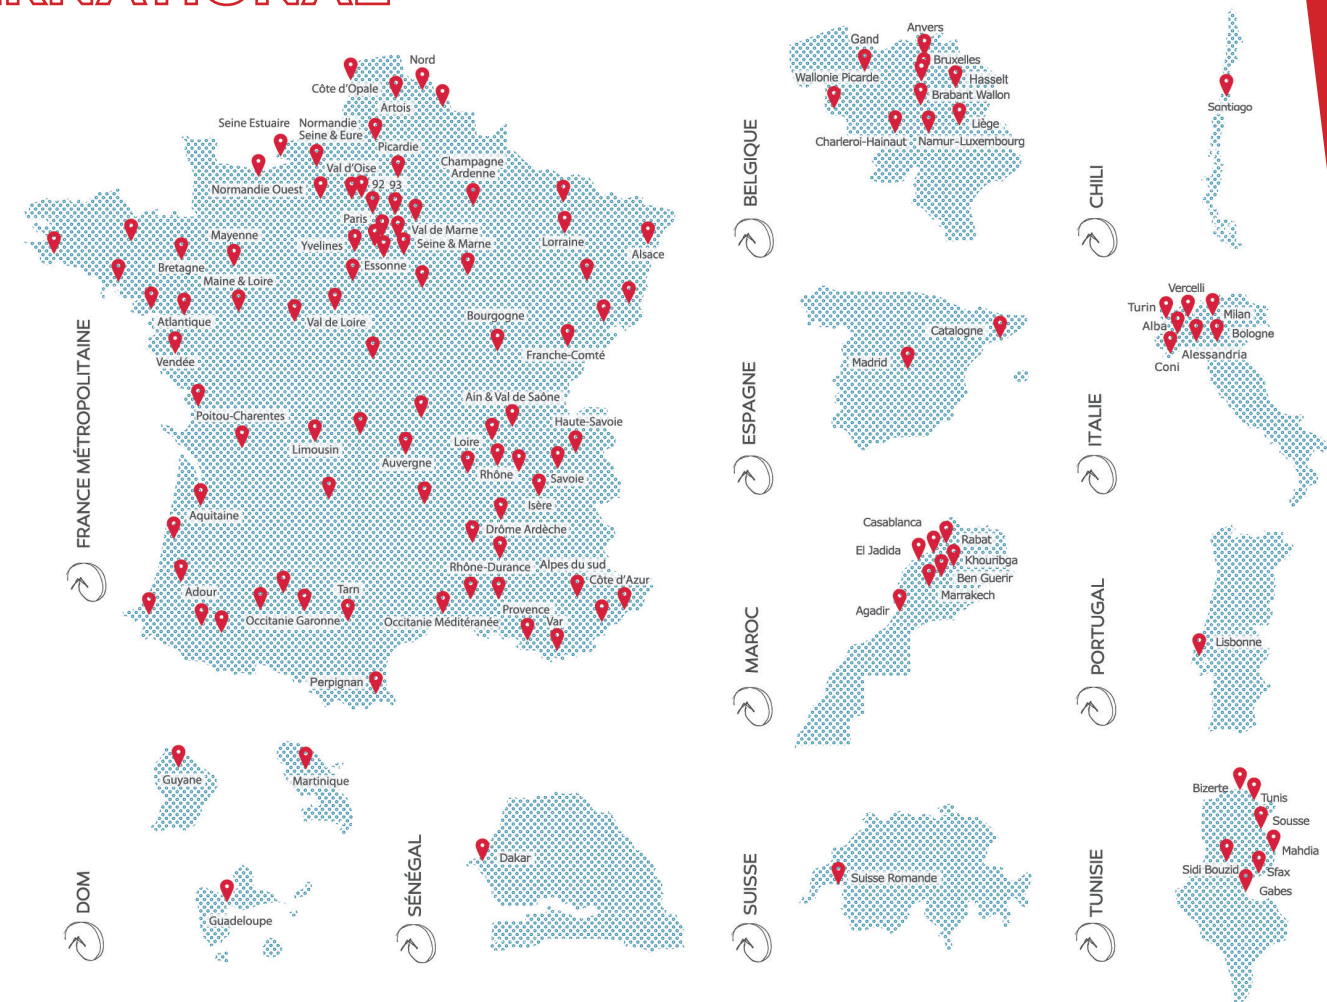 FRANCE MÉTROPOLITAINE
Nord
Côte d'Opale
Artois
Seine Estuaire
Normandie
Seine & Eure
Picardie
Champagne
Ardenne
Val d'Oise
Normandie Ouest
92 93
Paris
Val de Marne
Mayenne
Yvelines
Seine & Marne
Lorraine
Alsace
Bretagne
Essonne
Maine & Loire
Atlantique
Val de Loire
Bourgogne
Vendée
Franche-Comté
Ain & Val de Saône
Poitou-Charentes
Haute-Savoie
Limousin
Loire
Auvergne
Rhône
Savoie
Isère
Aquitaine
Drôme Ardèche
Rhône-Durance
Alpes du sud
Côte d'Azur
Adour
Tarn
Occitanie Garonne
Occitanie Méditéranée
Provence
Var
Perpignan
DOM
Guyane
Martinique
Guadeloupe
SÉNÉGAL
Dakar
BELGIQUE
Anvers
Gand
Bruxelles
Wallonie Picarde
Hasselt
Brabant Wallon
Liège
Charleroi-Hainaut
Namur-Luxembourg
CHILI
Santiago
ESPAGNE
Catalogne
Madrid
ITALIE
Vercelli
Turin
Milan
Alba
Bologne
Alessandria
Coni
MAROC
Casablanca
Rabat
El Jadida
Khouribga
Ben Guerir
Marrakech
Agadir
PORTUGAL
Lisbonne
SUISSE
Suisse Romande
TUNISIE
Bizerte
Tunis
Sousse
Mahdia
Sidi Bouzid
Sfax
Gabes